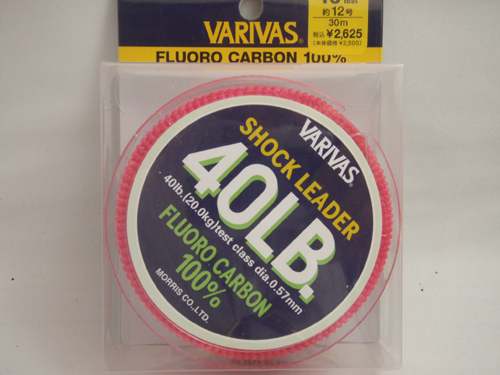 VARIVAS®
test
約12号
30m
税込¥2,625
(本体価格 ¥2,500)
FLUORO CARBON 100%
VARIVAS®
SHOCK LEADER
40LB.
40lb.(20.0kg)test class dia.0.57mm
FLUORO CARBON
100%
MORRIS CO.,LTD.